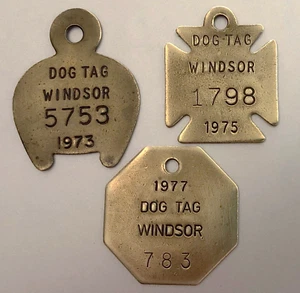 DOG TAG
WINDSOR
5753
1973
DOG TAG
WINDSOR
1798
1975
1977
DOG TAG
WINDSOR
783